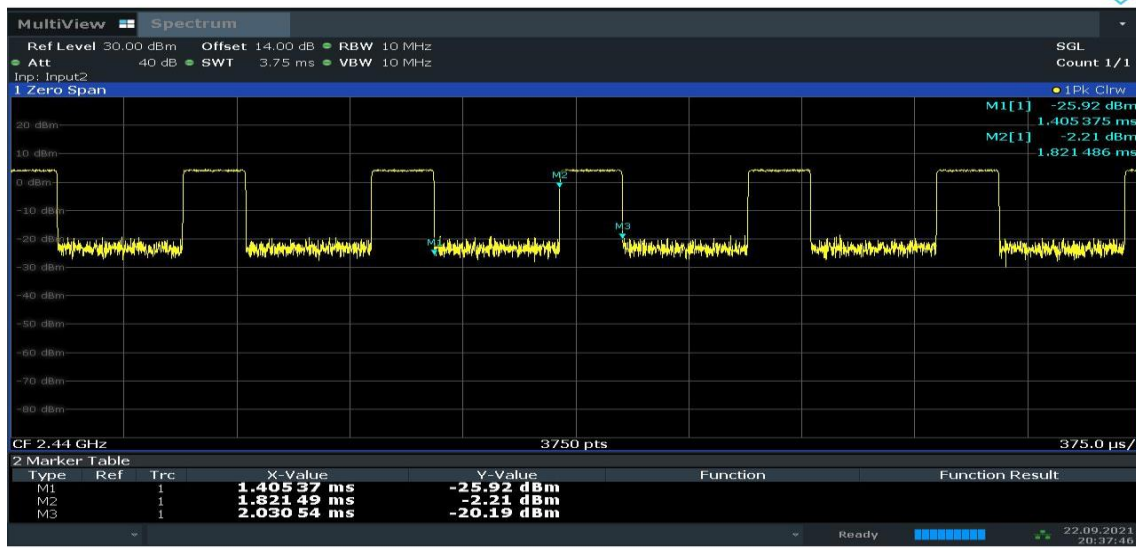 MultiView Spectrum
Ref Level 30.00 dBm Offset 14.00 dB RBW 10 MHz SGL
Att 40 dB SWT 3.75 ms VBW 10 MHz Count 1/1
Inp: Input2
1 Zero Span 1Pk Clrw
M1[1] -25.92 dBm
20 dBm 1.405 375 ms
M2[1] -2.21 dBm
10 dBm 1.821 486 ms
M2
0 dBm
-10 dBm
M3
-20 dBm M1
-30 dBm
-40 dBm
-50 dBm
-60 dBm
-70 dBm
-80 dBm
CF 2.44 GHz 3750 pts 375.0 µs/
2 Marker Table
Type Ref Trc X-Value Y-Value Function Function Result
M1 1 1.405 37 ms -25.92 dBm
M2 1 1.821 49 ms -2.21 dBm
M3 1 2.030 54 ms -20.19 dBm
Ready 22.09.2021
20:37:46